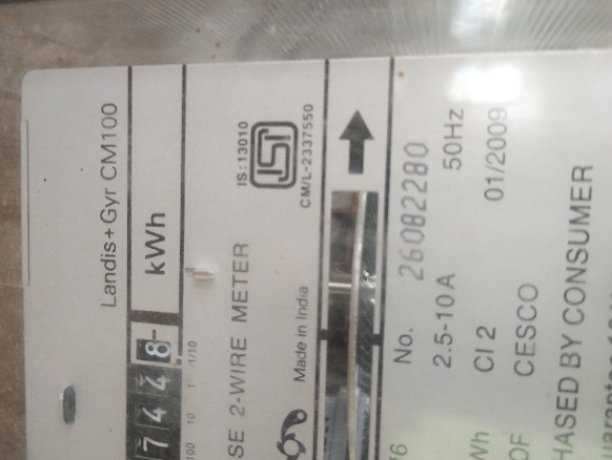 Landis+Gyr CM100
kWh
7 4 4 8
100 10 1 1/10
IS:13010
ISI
CM/L-2337550
SE 2-WIRE METER
Made in India
No. 26082280
2.5-10A 50Hz
Cl 2 01/2009
CESCO
HASED BY CONSUMER